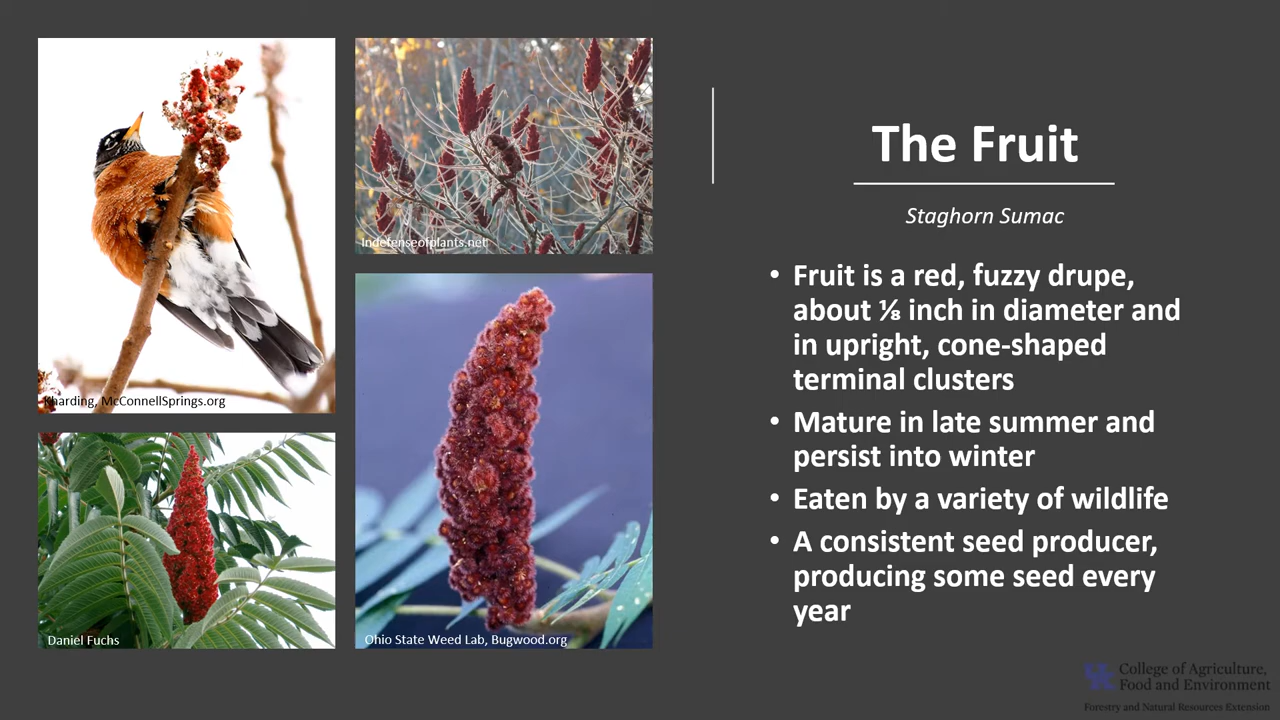 The Fruit
Staghorn Sumac
• Fruit is a red, fuzzy drupe,
about ⅛ inch in diameter and
in upright, cone-shaped
terminal clusters
• Mature in late summer and
persist into winter
• Eaten by a variety of wildlife
• A consistent seed producer,
producing some seed every
year
Kharding, McConnellSprings.org
Indefenseofplants.net
Daniel Fuchs
Ohio State Weed Lab, Bugwood.org
UK College of Agriculture,
Food and Environment
Forestry and Natural Resources Extension